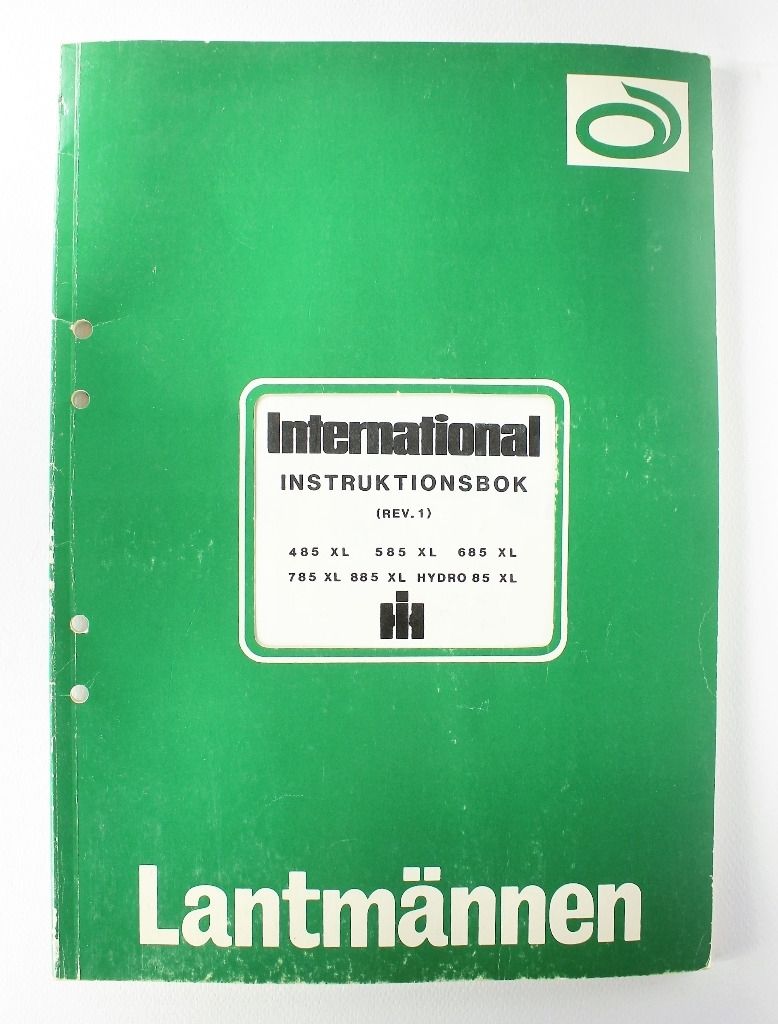 International
INSTRUKTIONSBOK
(REV. 1)
485 XL 585 XL 685 XL
785 XL 885 XL HYDRO 85 XL
IH
Lantmännen